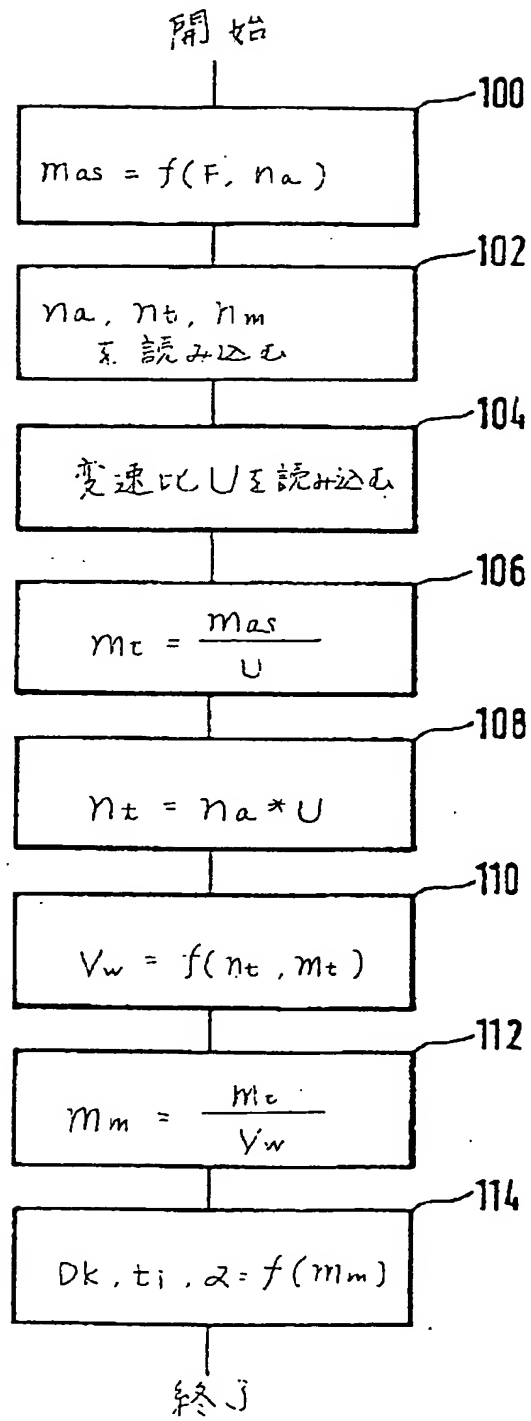 開始
100
mas = f(F, na)
102
na, nt, nm
を読み込む
104
変速比Uを読み込む
106
mt = mas / U
108
nt = na * U
110
Vw = f(nt, mt)
112
mm = mt / Vw
114
Dk, ti, α = f(mm)
終了